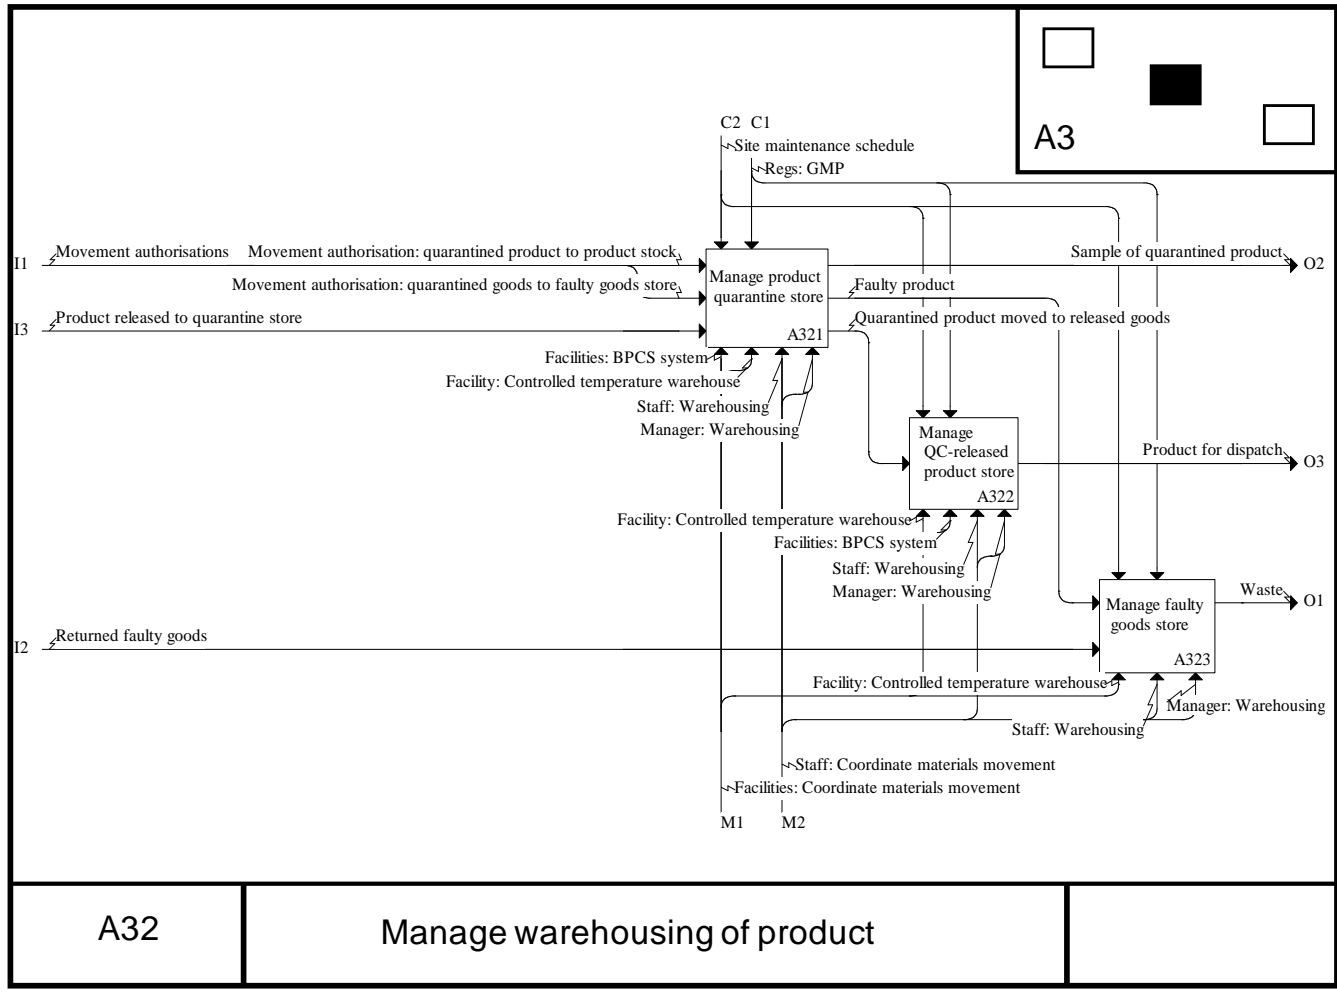 A3
C2 C1
Site maintenance schedule
Regs: GMP
I1
Movement authorisations
Movement authorisation: quarantined product to product stock
Sample of quarantined product
O2
Manage product
quarantine store
A321
Movement authorisation: quarantined goods to faulty goods store
Faulty product
I3
Product released to quarantine store
Quarantined product moved to released goods
Facilities: BPCS system
Facility: Controlled temperature warehouse
Staff: Warehousing
Manager: Warehousing
Manage
QC-released
product store
A322
Product for dispatch
O3
Facility: Controlled temperature warehouse
Facilities: BPCS system
Staff: Warehousing
Manager: Warehousing
Manage faulty
goods store
A323
Waste
O1
I2
Returned faulty goods
Facility: Controlled temperature warehouse
Manager: Warehousing
Staff: Warehousing
Staff: Coordinate materials movement
Facilities: Coordinate materials movement
M1
M2
A32
Manage warehousing of product